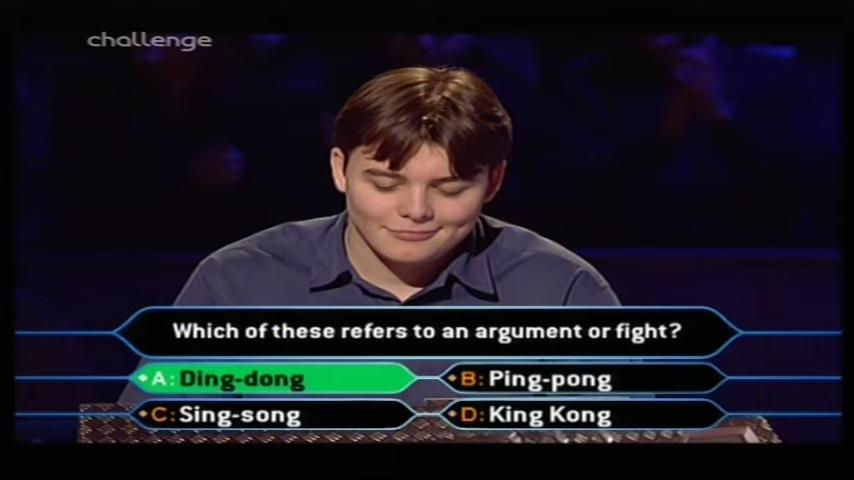 challenge
Which of these refers to an argument or fight?
A: Ding-dong
B: Ping-pong
C: Sing-song
D: King Kong